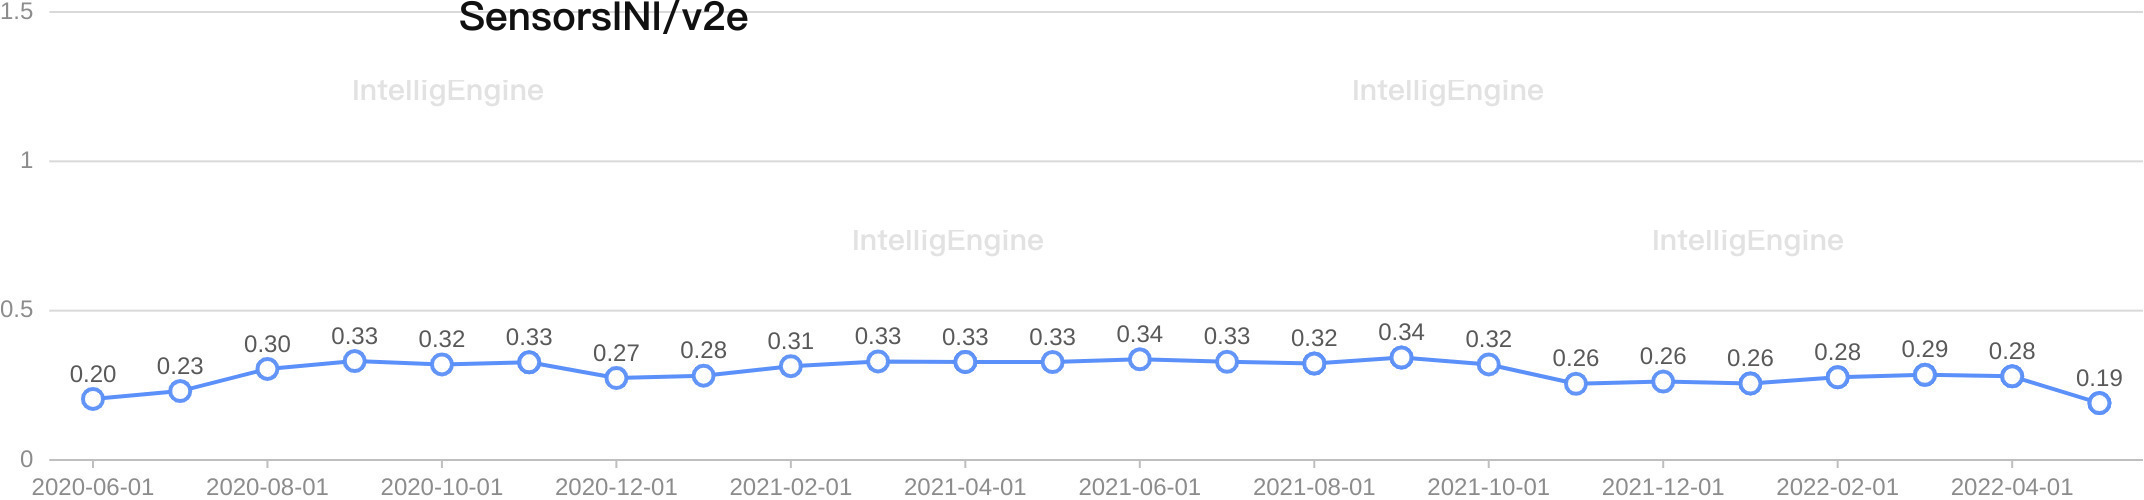 SensorsINI/v2e
1.5
IntelligEngine IntelligEngine
1
IntelligEngine IntelligEngine
0.5
0.20 0.23 0.30 0.33 0.32 0.33 0.27 0.28 0.31 0.33 0.33 0.33 0.34 0.33 0.32 0.34 0.32 0.26 0.26 0.26 0.28 0.29 0.28 0.19
0
2020-06-01 2020-08-01 2020-10-01 2020-12-01 2021-02-01 2021-04-01 2021-06-01 2021-08-01 2021-10-01 2021-12-01 2022-02-01 2022-04-01